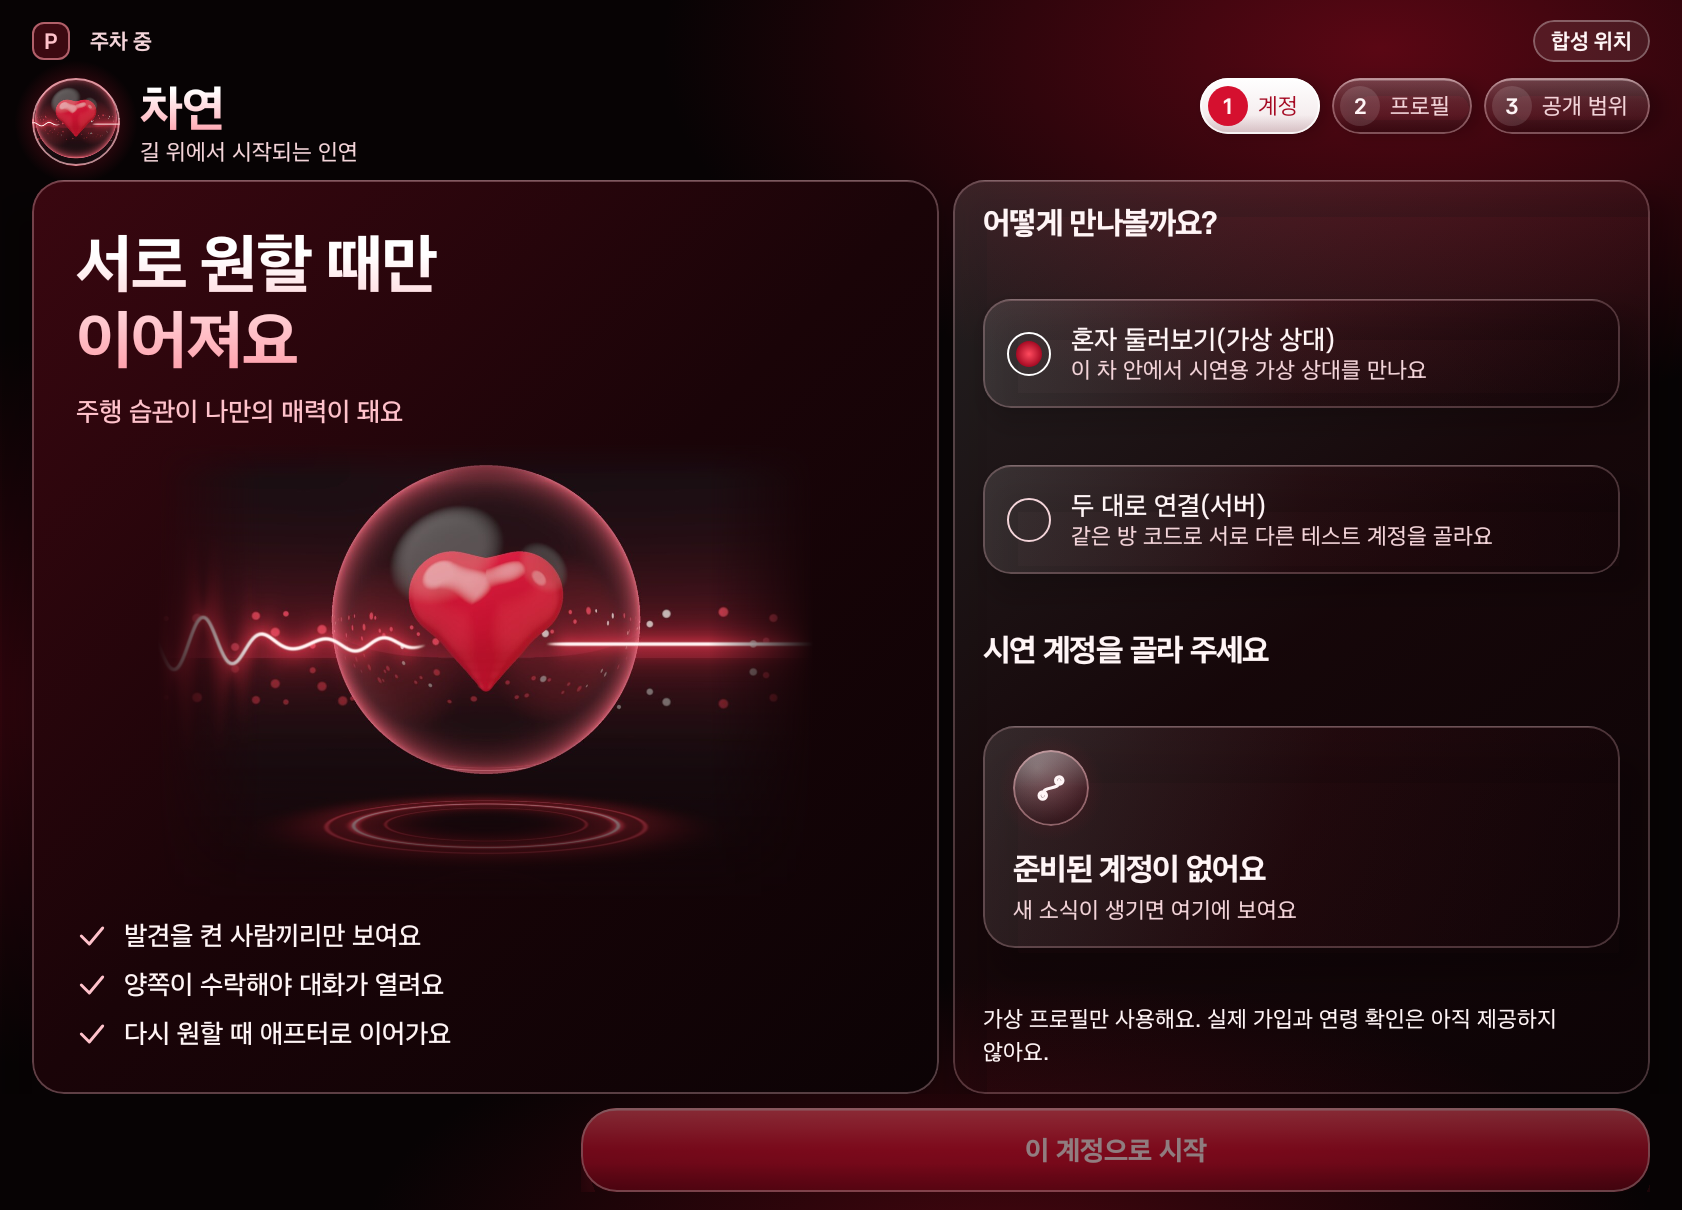 P 주차 중
합성 위치
차연
길 위에서 시작되는 인연
1 계정
2 프로필
3 공개 범위
서로 원할 때만
이어져요
주행 습관이 나만의 매력이 돼요
발견을 켠 사람끼리만 보여요
양쪽이 수락해야 대화가 열려요
다시 원할 때 애프터로 이어가요
어떻게 만나볼까요?
혼자 둘러보기(가상 상대)
이 차 안에서 시연용 가상 상대를 만나요
두 대로 연결(서버)
같은 방 코드로 서로 다른 테스트 계정을 골라요
시연 계정을 골라 주세요
준비된 계정이 없어요
새 소식이 생기면 여기에 보여요
가상 프로필만 사용해요. 실제 가입과 연령 확인은 아직 제공하지
않아요.
이 계정으로 시작